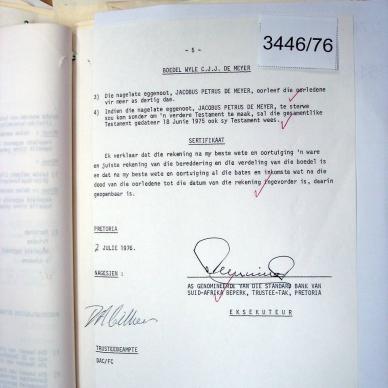 3446/76
- 5 -
BOEDEL WYLE C.J.J. DE MEYER
3) Die nagelate eggenoot, JACOBUS PETRUS DE MEYER, oorleef die oorledene
vir meer as dertig dae.
4) Indien die nagelate eggenoot, JACOBUS PETRUS DE MEYER, te sterwe
sou kom sonder om 'n verdere Testament te maak, sal die gesamentlike
Testament gedateer 18 Junie 1975 ook sy Testament wees.
SERTIFIKAAT
Ek verklaar dat die rekening na my beste wete en oortuiging 'n ware
en juiste rekening van die bereddering en die verdeling van die boedel is
en dat na my beste wete en oortuiging al die bates en inkomste wat na die
dood van die oorledene tot die datum van die rekening ingevorder is, daarin
geopenbaar is.
PRETORIA
2 JULIE 1976.
NAGESIEN :
AS GENOMINEERDE VAN DIE STANDARD BANK VAN
SUID-AFRIKA BEPERK, TRUSTEE-TAK, PRETORIA
EKSEKUTEUR
TRUSTEEBEAMPTE
DAC/FC